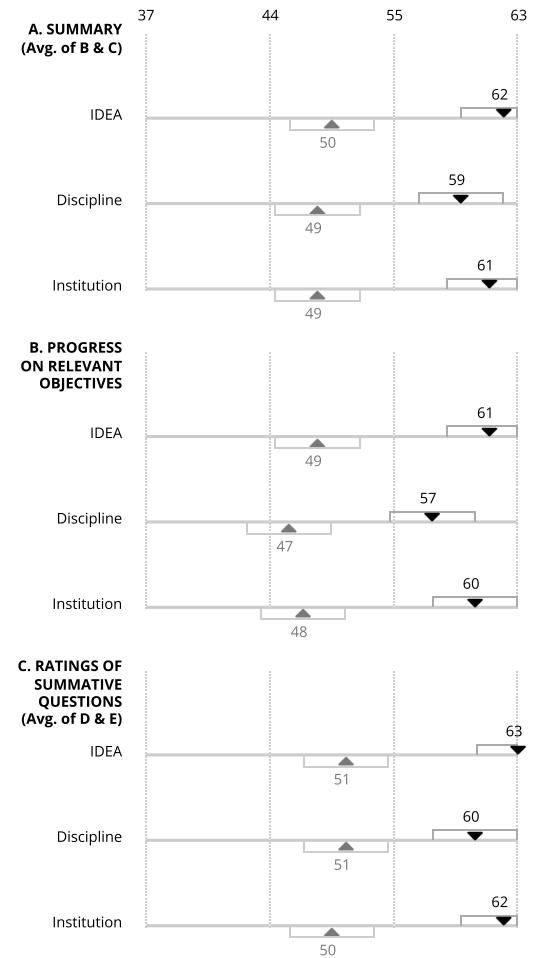 37 44 55 63
A. SUMMARY
(Avg. of B & C)
62
IDEA
50
59
Discipline
49
61
Institution
49
B. PROGRESS
ON RELEVANT
OBJECTIVES
61
IDEA
49
57
Discipline
47
60
Institution
48
C. RATINGS OF
SUMMATIVE
QUESTIONS
(Avg. of D & E)
63
IDEA
51
60
Discipline
51
62
Institution
50